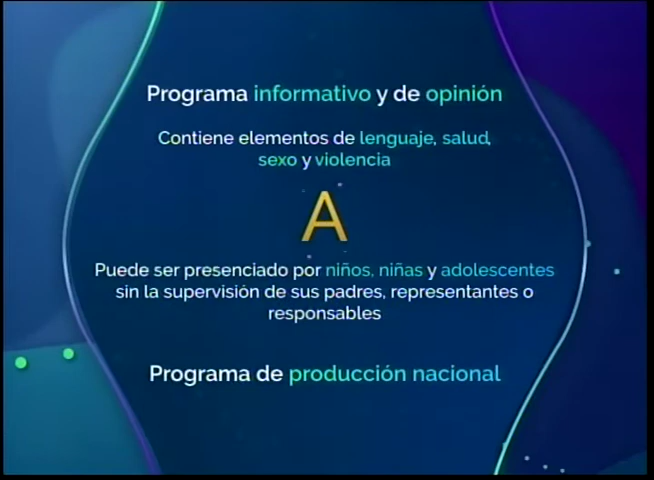 Programa informativo y de opinión
Contiene elementos de lenguaje, salud,
sexo y violencia
A
Puede ser presenciado por niños, niñas y adolescentes
sin la supervisión de sus padres, representantes o
responsables
Programa de producción nacional